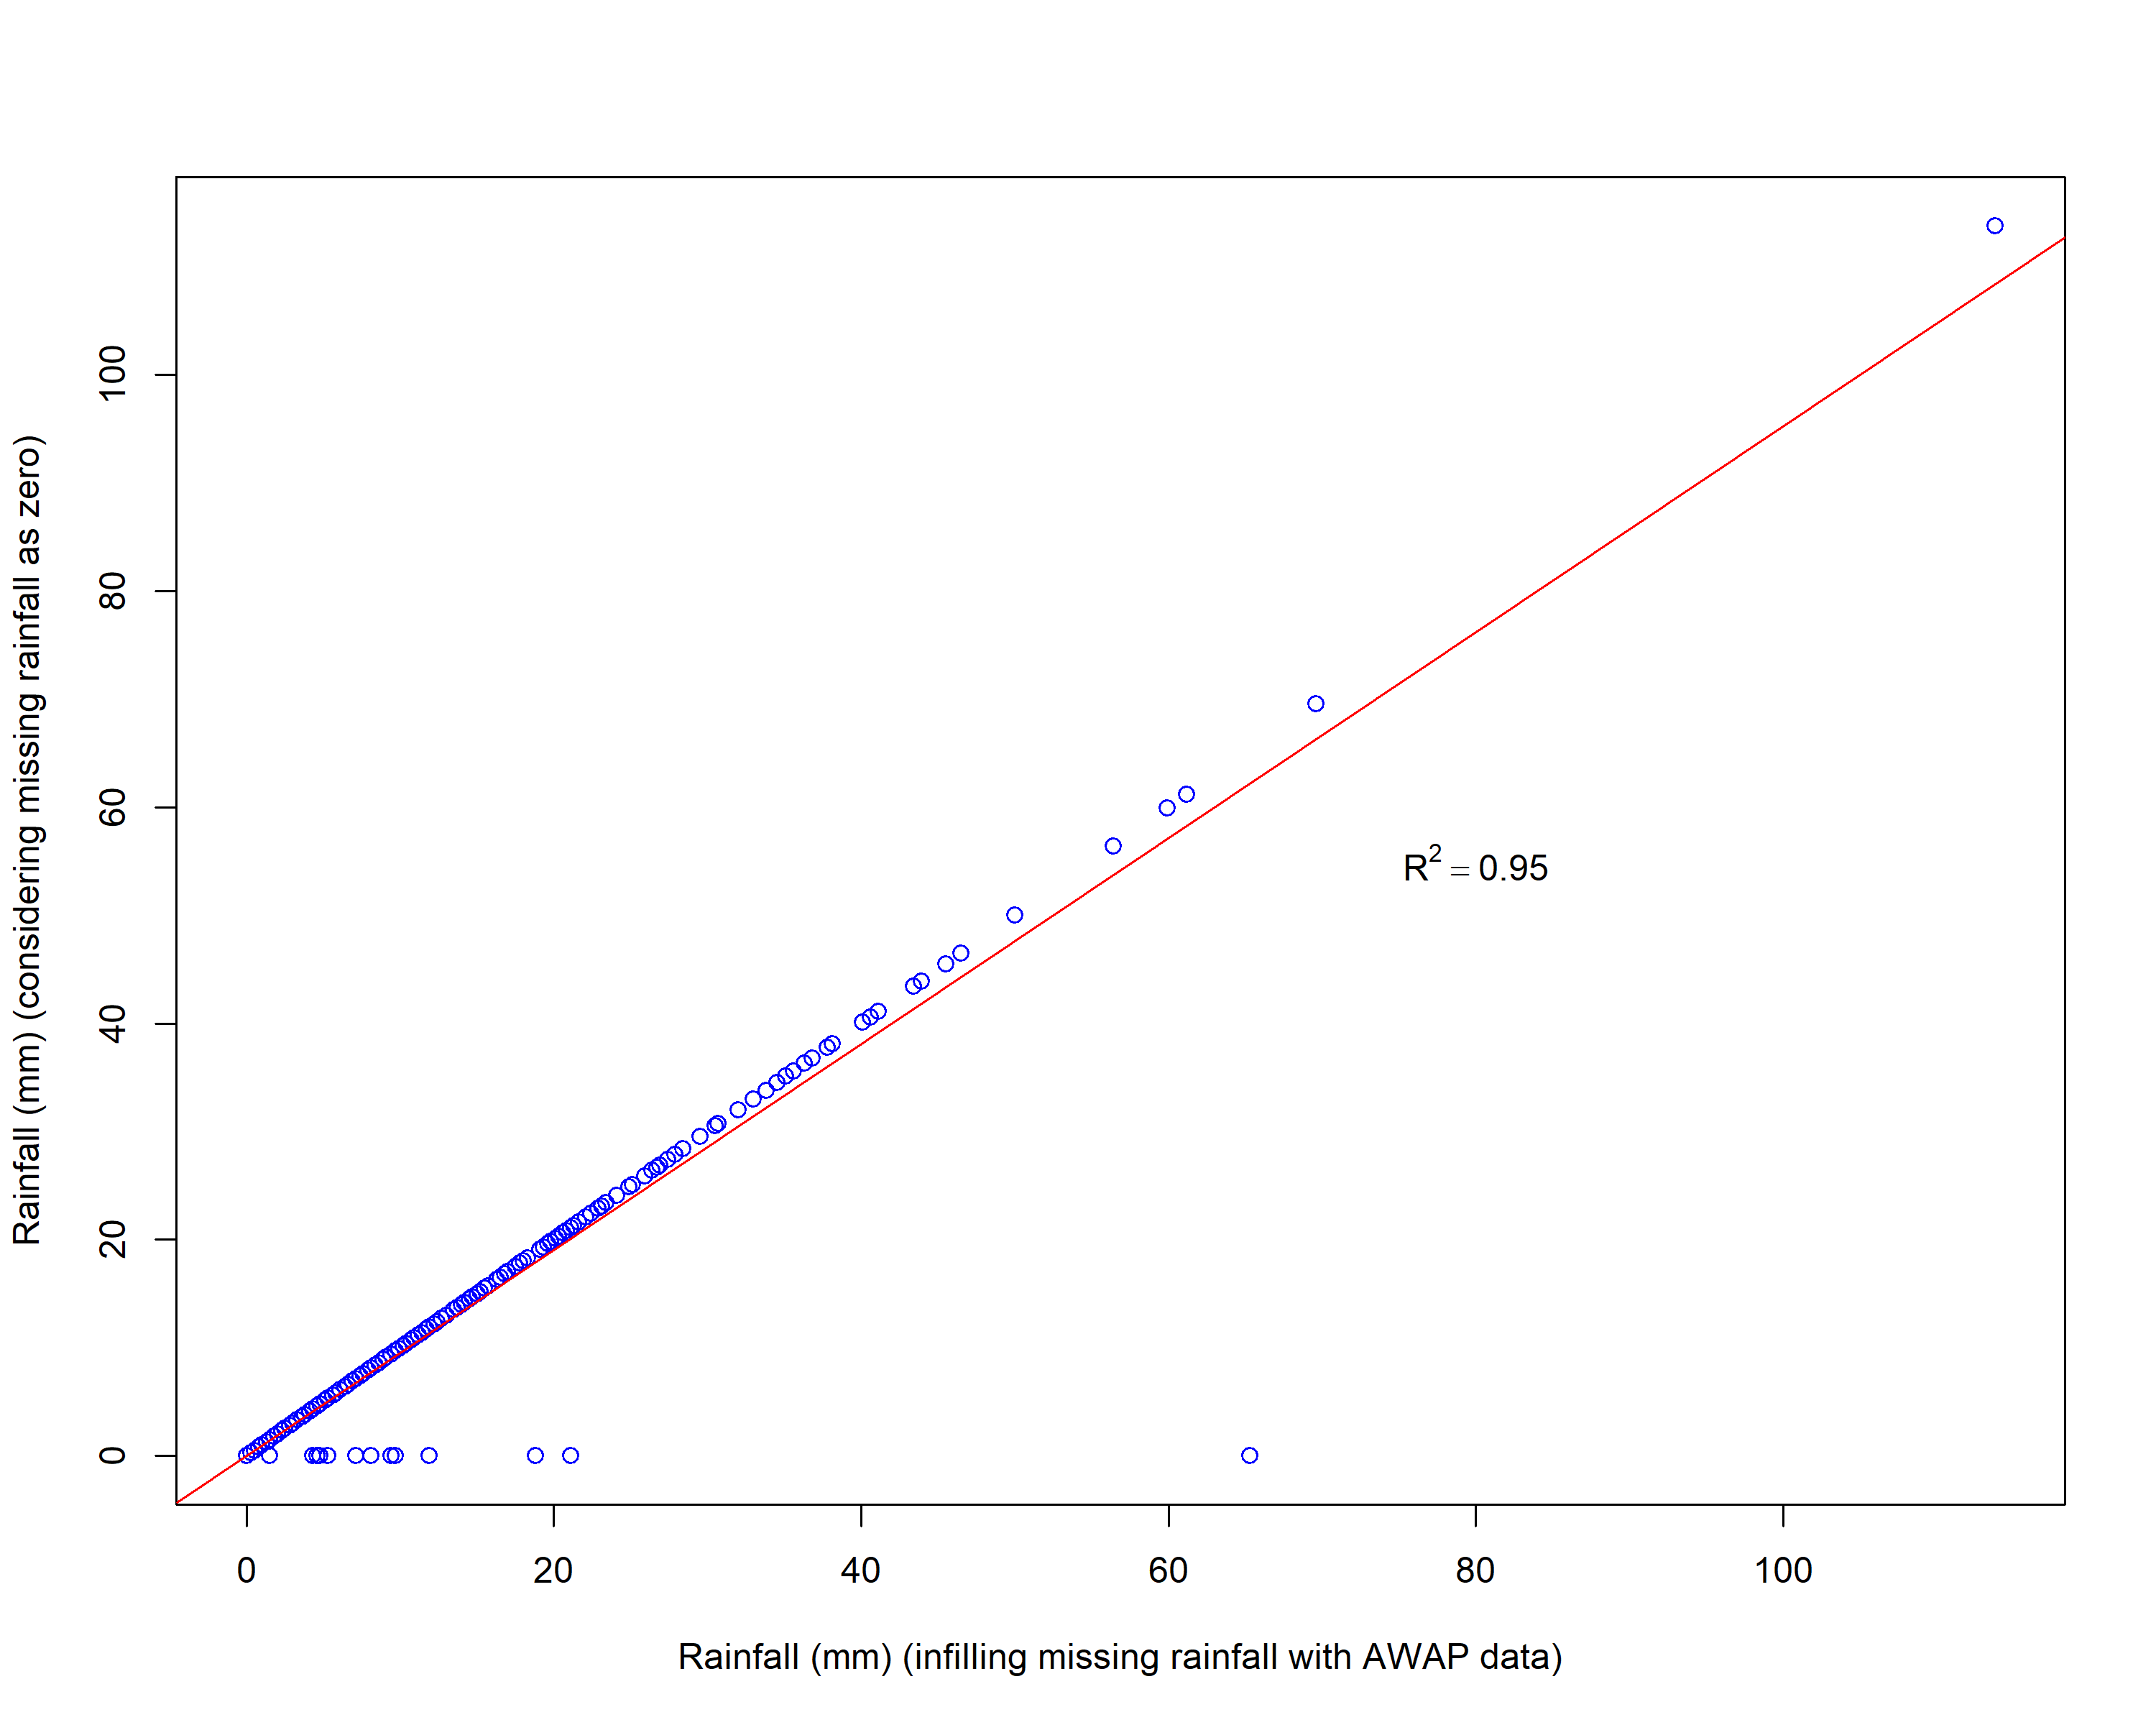 Rainfall (mm) (considering missing rainfall as zero)
100
80
60
40
20
0
R² = 0.95
0 20 40 60 80 100
Rainfall (mm) (infilling missing rainfall with AWAP data)